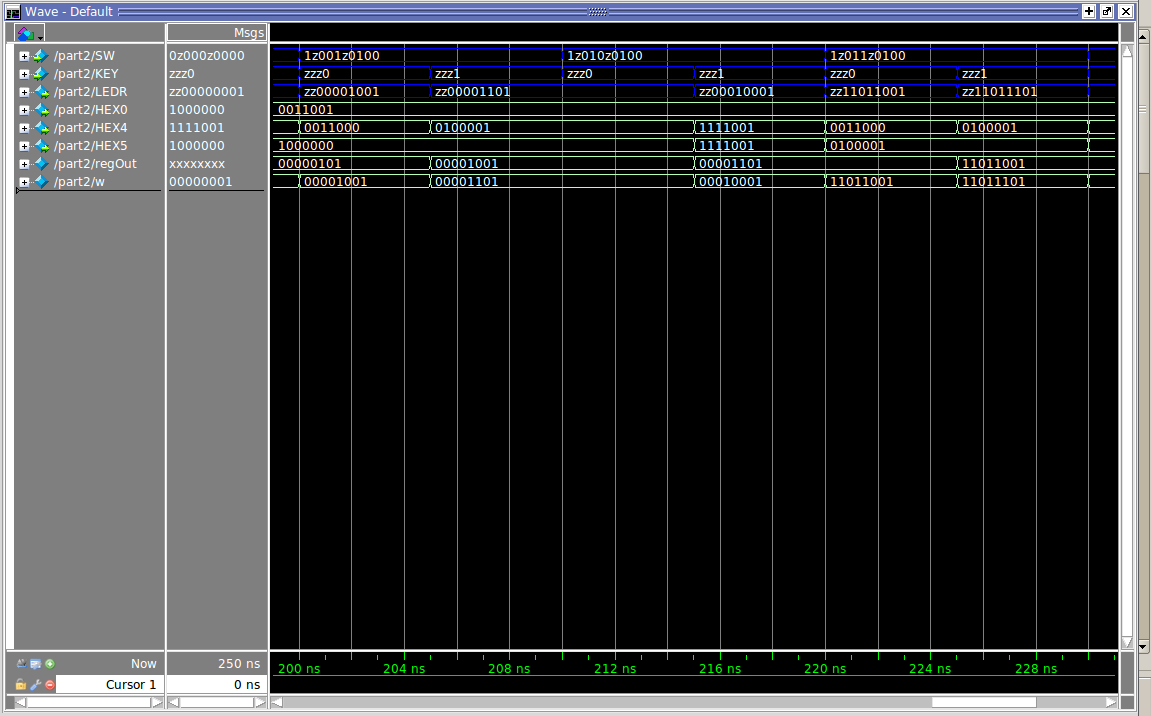 Wave - Default
Msgs
/part2/SW 0z000z0000 1z001z0100 1z010z0100 1z011z0100
/part2/KEY zzz0 zzz0 zzz1 zzz0 zzz1 zzz0 zzz1
/part2/LEDR zz00000001 zz00001001 zz00001101 zz00010001 zz11011001 zz11011101
/part2/HEX0 1000000 0011001
/part2/HEX4 1111001 0011000 0100001 1111001 0011000 0100001
/part2/HEX5 1000000 1000000 1111001 0100001
/part2/regOut xxxxxxxx 00000101 00001001 00001101 11011001
/part2/w 00000001 00001001 00001101 00010001 11011001 11011101
Now 250 ns 200 ns 204 ns 208 ns 212 ns 216 ns 220 ns 224 ns 228 ns
Cursor 1 0 ns